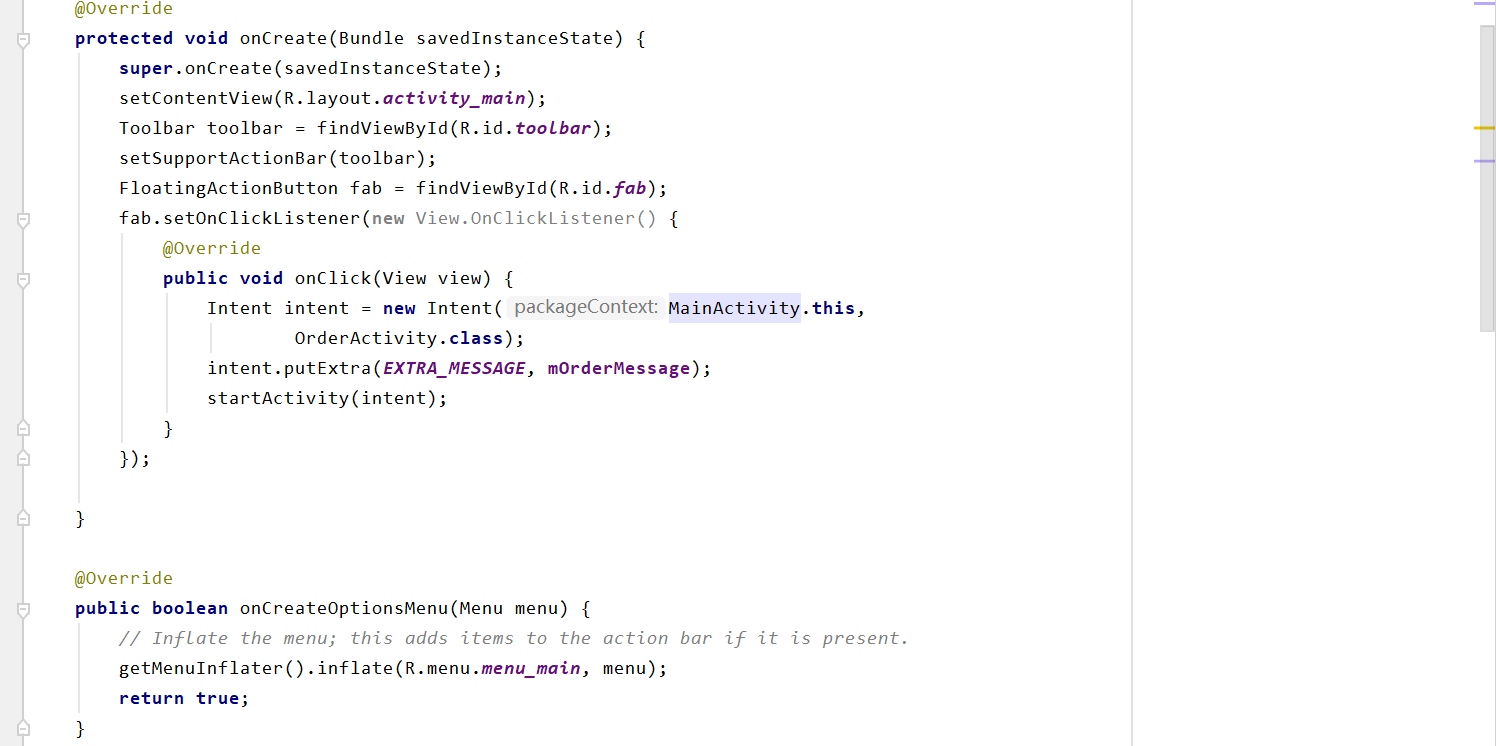 @Override
protected void onCreate(Bundle savedInstanceState) {
super.onCreate(savedInstanceState);
setContentView(R.layout.activity_main);
Toolbar toolbar = findViewById(R.id.toolbar);
setSupportActionBar(toolbar);
FloatingActionButton fab = findViewById(R.id.fab);
fab.setOnClickListener(new View.OnClickListener() {
@Override
public void onClick(View view) {
Intent intent = new Intent( packageContext: MainActivity.this,
OrderActivity.class);
intent.putExtra(EXTRA_MESSAGE, mOrderMessage);
startActivity(intent);
}
});
}
@Override
public boolean onCreateOptionsMenu(Menu menu) {
// Inflate the menu; this adds items to the action bar if it is present.
getMenuInflater().inflate(R.menu.menu_main, menu);
return true;
}